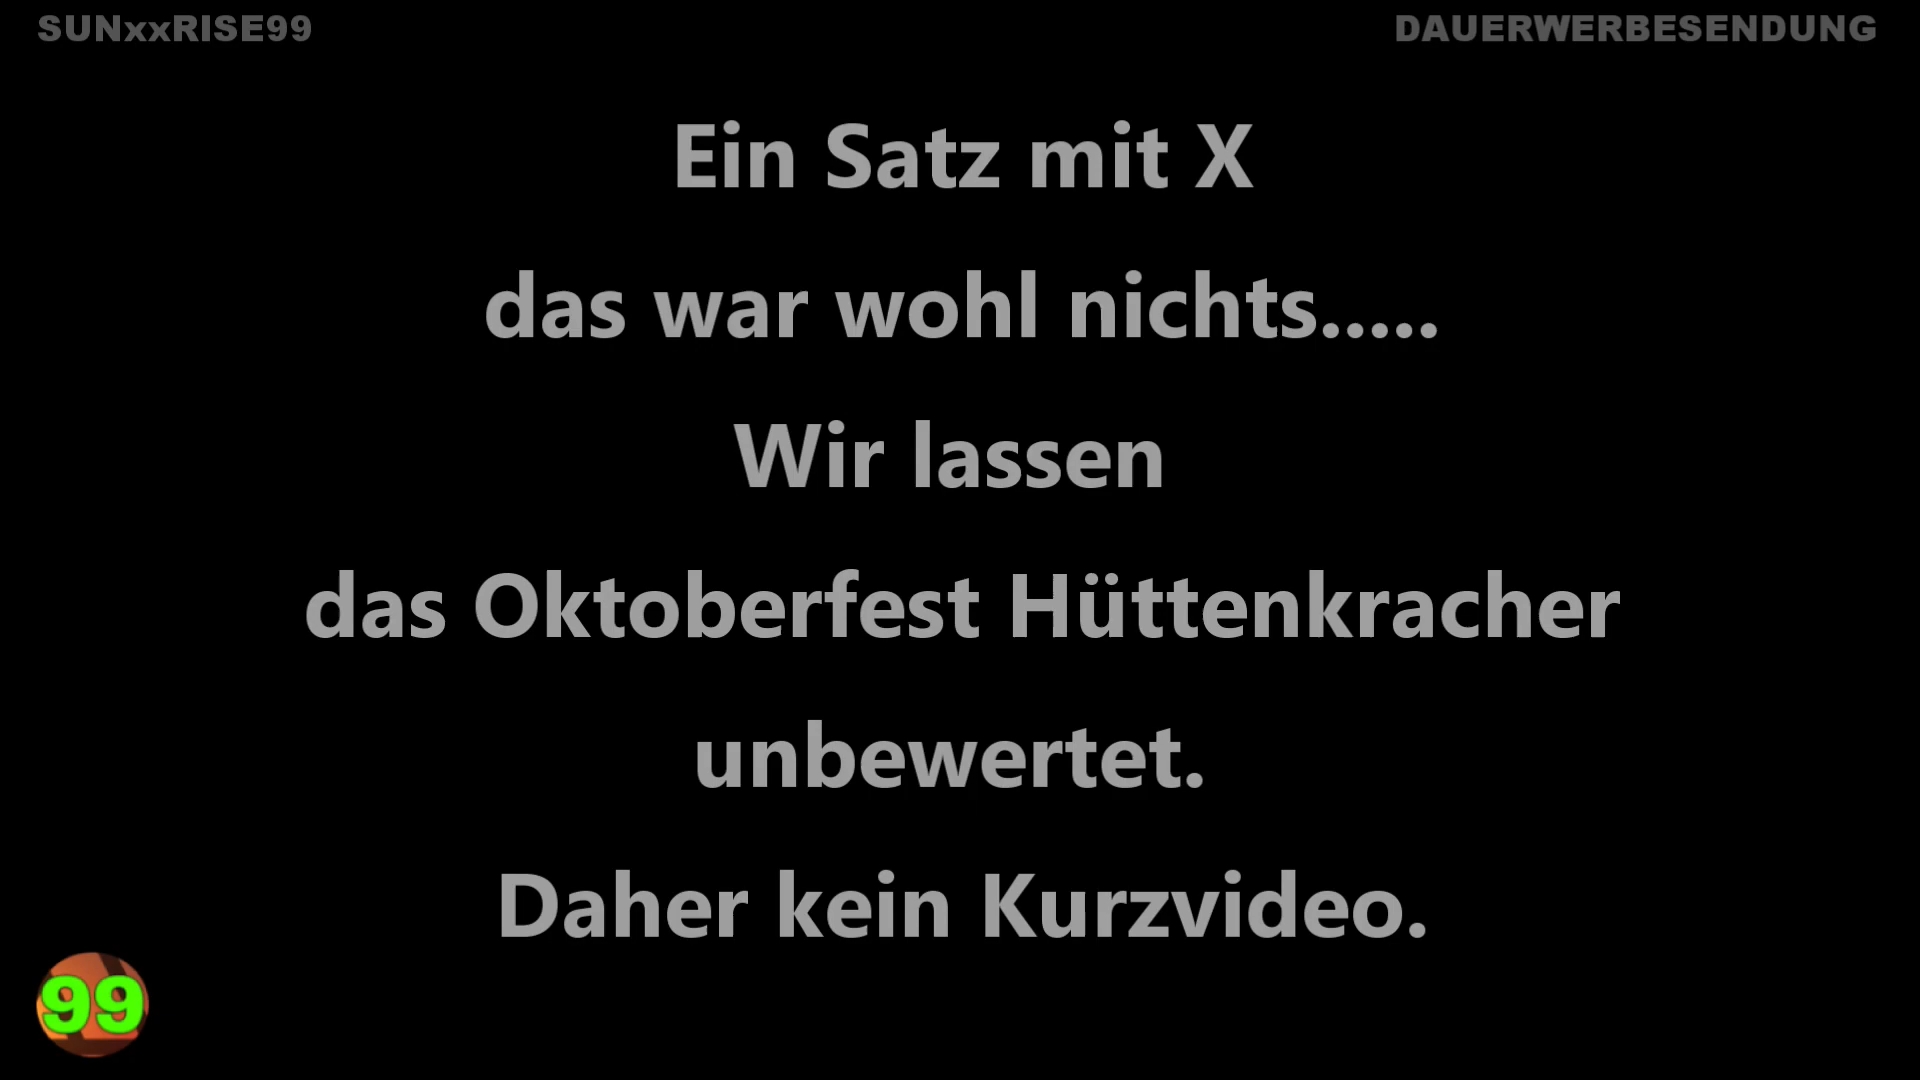 SUNxxRISE99
DAUERWERBESENDUNG
Ein Satz mit X
das war wohl nichts.....
Wir lassen
das Oktoberfest Hüttenkracher
unbewertet.
Daher kein Kurzvideo.
99